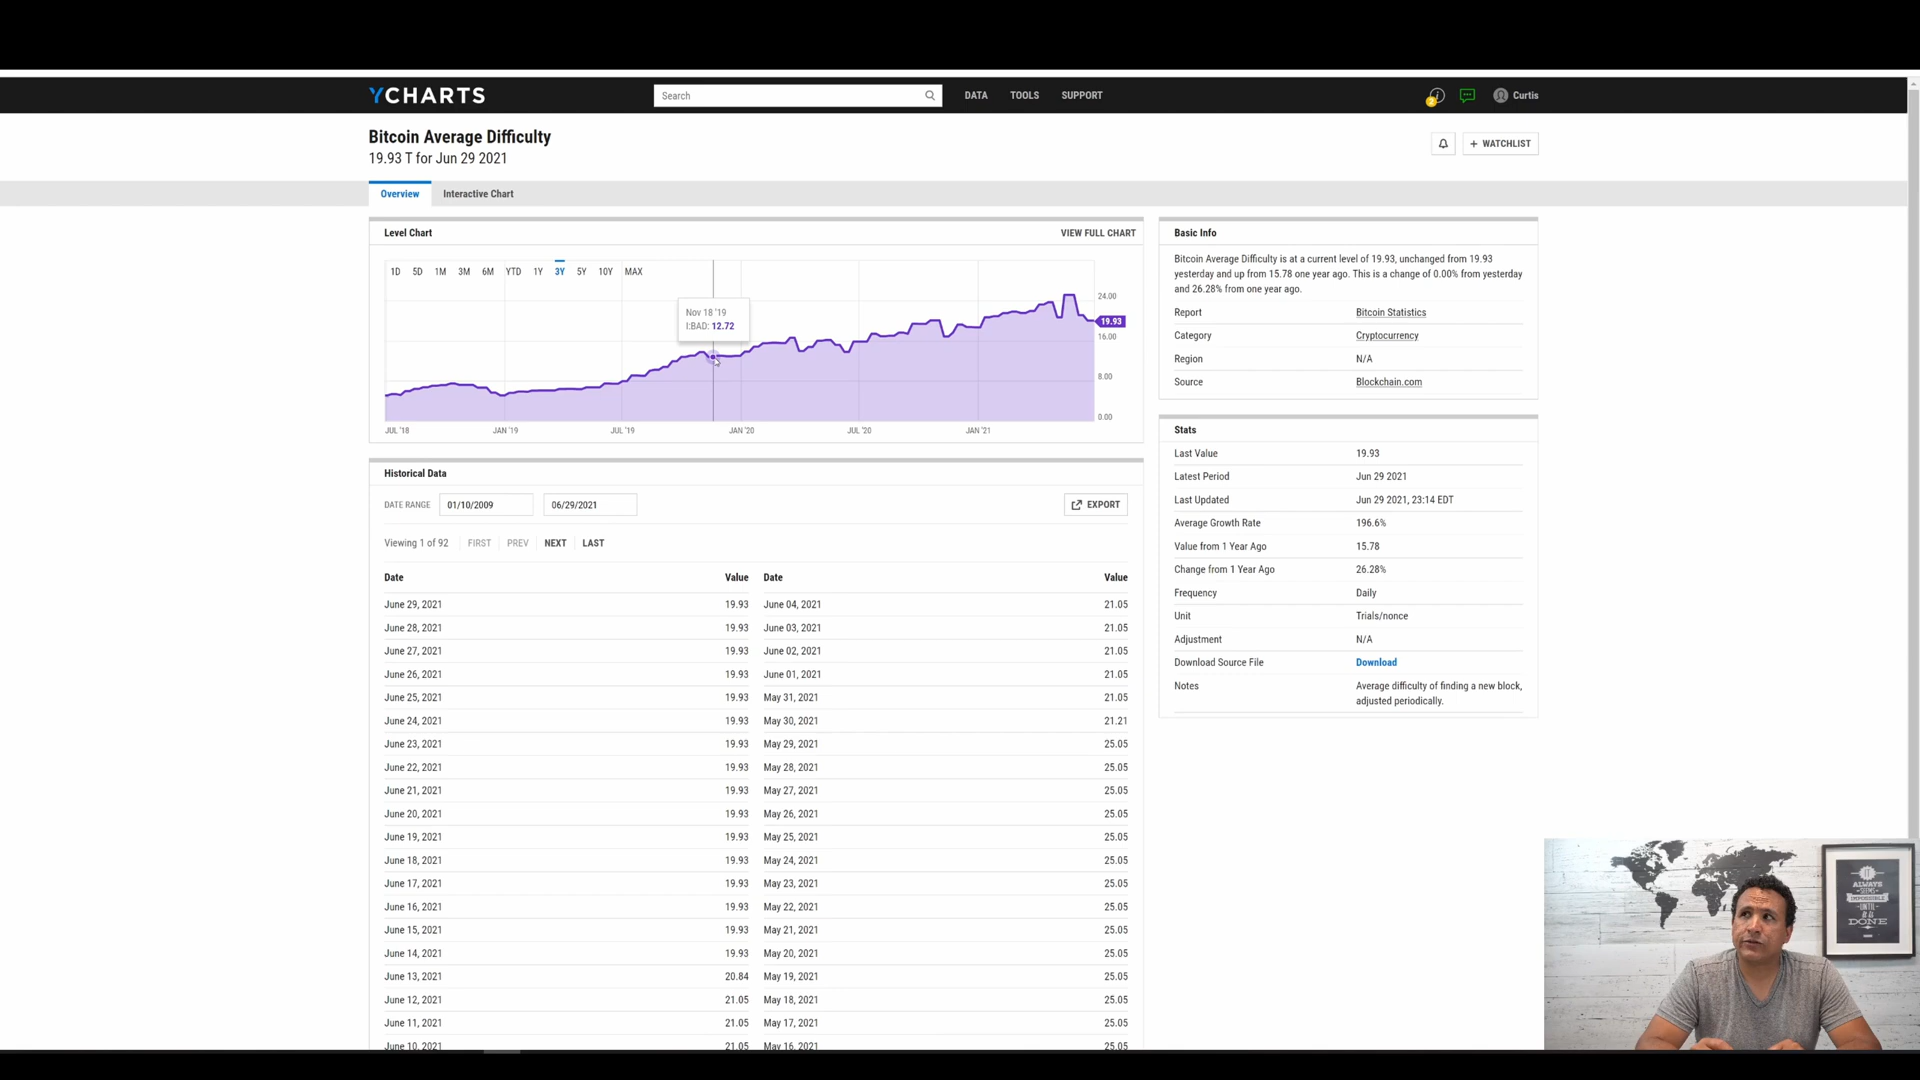 YCHARTS
Search
DATA TOOLS SUPPORT
2
Curtis
Bitcoin Average Difficulty
19.93 T for Jun 29 2021
+ WATCHLIST
Overview Interactive Chart
Level Chart
VIEW FULL CHART
1D 5D 1M 3M 6M YTD 1Y 3Y 5Y 10Y MAX
Nov 18 '19
I:BAD: 12.72
24.00
19.93
16.00
8.00
0.00
JUL '18 JAN '19 JUL '19 JAN '20 JUL '20 JAN '21
Historical Data
DATE RANGE 01/10/2009 06/29/2021
EXPORT
Viewing 1 of 92 FIRST PREV NEXT LAST
Date Value Date Value
June 29, 2021 19.93 June 04, 2021 21.05
June 28, 2021 19.93 June 03, 2021 21.05
June 27, 2021 19.93 June 02, 2021 21.05
June 26, 2021 19.93 June 01, 2021 21.05
June 25, 2021 19.93 May 31, 2021 21.05
June 24, 2021 19.93 May 30, 2021 21.21
June 23, 2021 19.93 May 29, 2021 25.05
June 22, 2021 19.93 May 28, 2021 25.05
June 21, 2021 19.93 May 27, 2021 25.05
June 20, 2021 19.93 May 26, 2021 25.05
June 19, 2021 19.93 May 25, 2021 25.05
June 18, 2021 19.93 May 24, 2021 25.05
June 17, 2021 19.93 May 23, 2021 25.05
June 16, 2021 19.93 May 22, 2021 25.05
June 15, 2021 19.93 May 21, 2021 25.05
June 14, 2021 19.93 May 20, 2021 25.05
June 13, 2021 20.84 May 19, 2021 25.05
June 12, 2021 21.05 May 18, 2021 25.05
June 11, 2021 21.05 May 17, 2021 25.05
June 10, 2021 21.05 May 16, 2021 25.05
Basic Info
Bitcoin Average Difficulty is at a current level of 19.93, unchanged from 19.93
yesterday and up from 15.78 one year ago. This is a change of 0.00% from yesterday
and 26.28% from one year ago.
Report Bitcoin Statistics
Category Cryptocurrency
Region N/A
Source Blockchain.com
Stats
Last Value 19.93
Latest Period Jun 29 2021
Last Updated Jun 29 2021, 23:14 EDT
Average Growth Rate 196.6%
Value from 1 Year Ago 15.78
Change from 1 Year Ago 26.28%
Frequency Daily
Unit Trials/nonce
Adjustment N/A
Download Source File Download
Notes Average difficulty of finding a new block,
adjusted periodically.
IT
ALWAYS
SEEMS
IMPOSSIBLE
UNTIL
IT IS
DONE